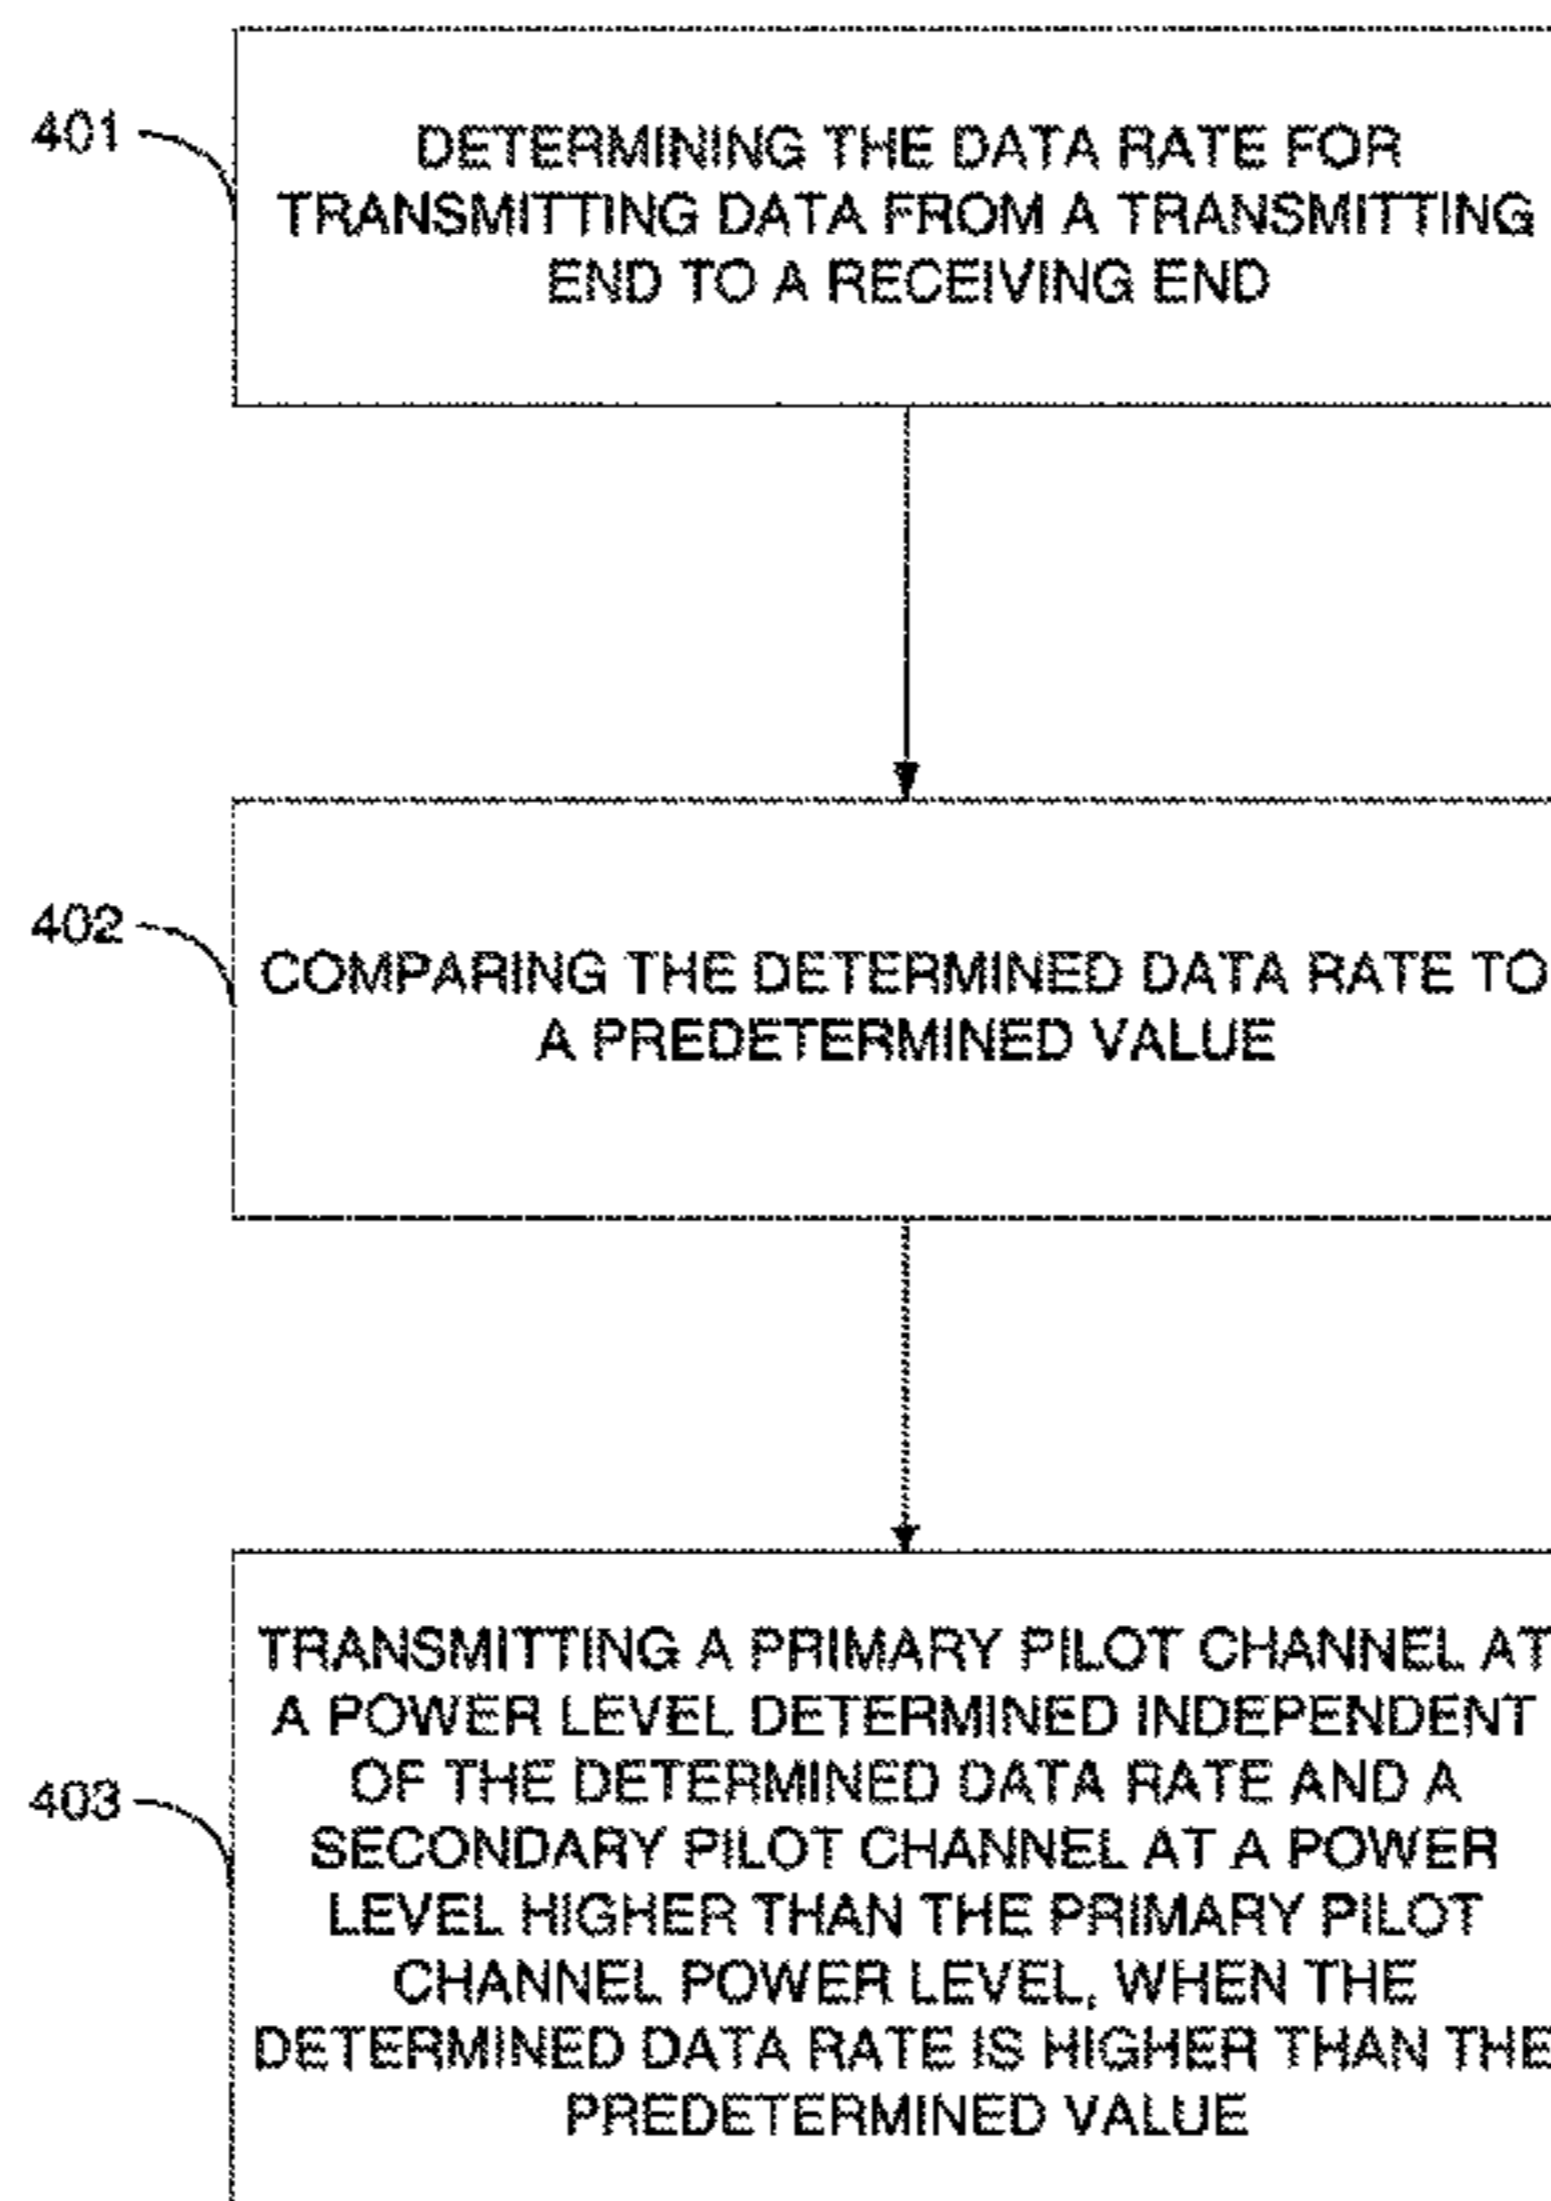 401
DETERMINING THE DATA RATE FOR
TRANSMITTING DATA FROM A TRANSMITTING
END TO A RECEIVING END
402
COMPARING THE DETERMINED DATA RATE TO
A PREDETERMINED VALUE
403
TRANSMITTING A PRIMARY PILOT CHANNEL AT
A POWER LEVEL DETERMINED INDEPENDENT
OF THE DETERMINED DATA RATE AND A
SECONDARY PILOT CHANNEL AT A POWER
LEVEL HIGHER THAN THE PRIMARY PILOT
CHANNEL POWER LEVEL, WHEN THE
DETERMINED DATA RATE IS HIGHER THAN THE
PREDETERMINED VALUE